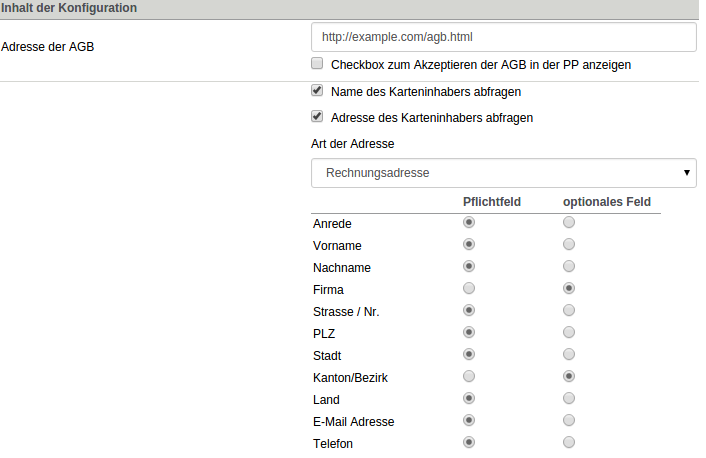 Inhalt der Konfiguration
Adresse der AGB
http://example.com/agb.html
Checkbox zum Akzeptieren der AGB in der PP anzeigen
Name des Karteninhabers abfragen
Adresse des Karteninhabers abfragen
Art der Adresse
Rechnungsadresse
Pflichtfeld optionales Feld
Anrede
Vorname
Nachname
Firma
Strasse / Nr.
PLZ
Stadt
Kanton/Bezirk
Land
E-Mail Adresse
Telefon